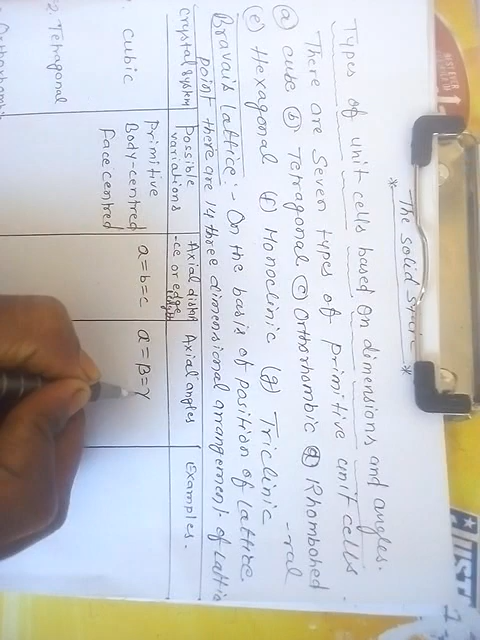 * The Solid State *
Types of unit cells based on dimensions and angles.
There are Seven types of primitive unit cells.
(a) cube (b) Tetragonal (c) Orthorhombic (d) Rhombohed
-ral
(e) Hexagonal (f) Monoclinic (g) Triclinic
Bravais Lattice :- On the basis of position of lattice
point there are 14 three dimensional arrangement of lattic
Crystal System Possible variations Axial distan -ce or edge length Axial angles Examples.
cubic Primitive a=b=c α=β=γ
Body-centred
Face centred
2. Tetragonal